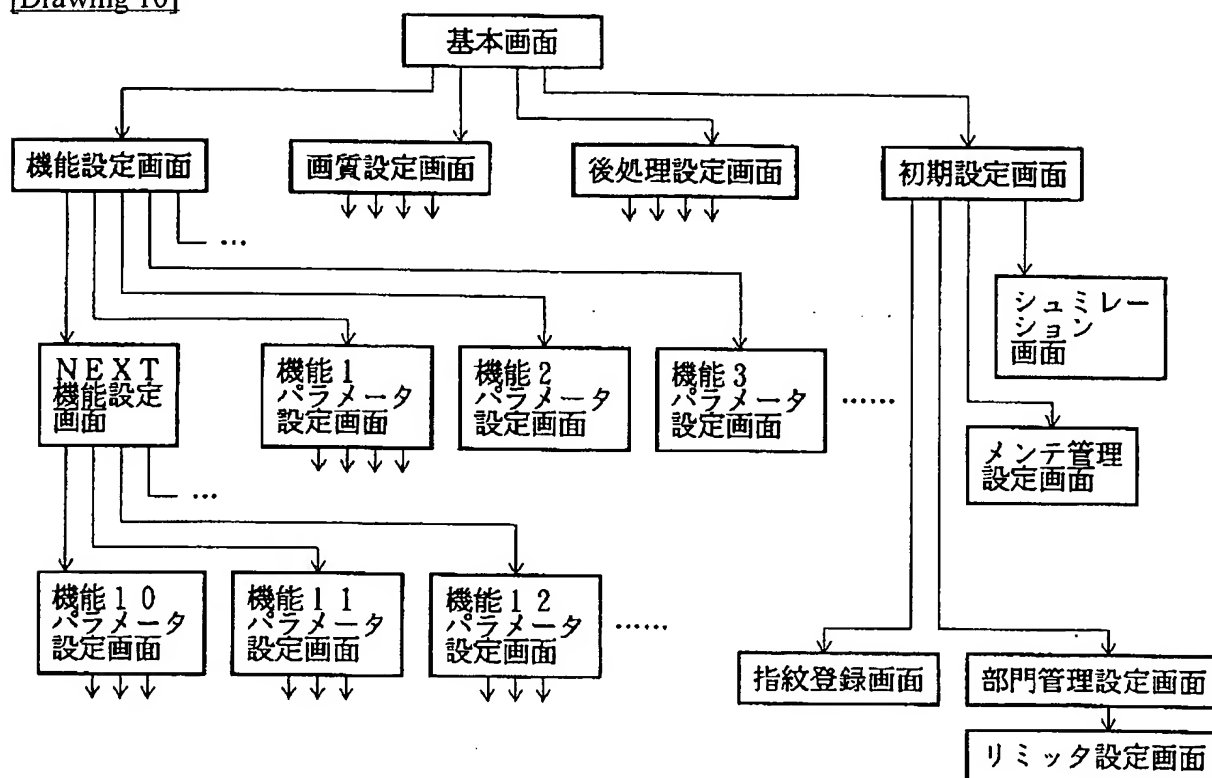 [Drawing 10]
基本画面
機能設定画面
画質設定画面
後処理設定画面
初期設定画面
…
シュミレー
ション
画面
NEXT
機能設定
画面
機能1
パラメータ
設定画面
機能2
パラメータ
設定画面
機能3
パラメータ
設定画面
……
メンテ管理
設定画面
…
機能10
パラメータ
設定画面
機能11
パラメータ
設定画面
機能12
パラメータ
設定画面
……
指紋登録画面
部門管理設定画面
リミッタ設定画面